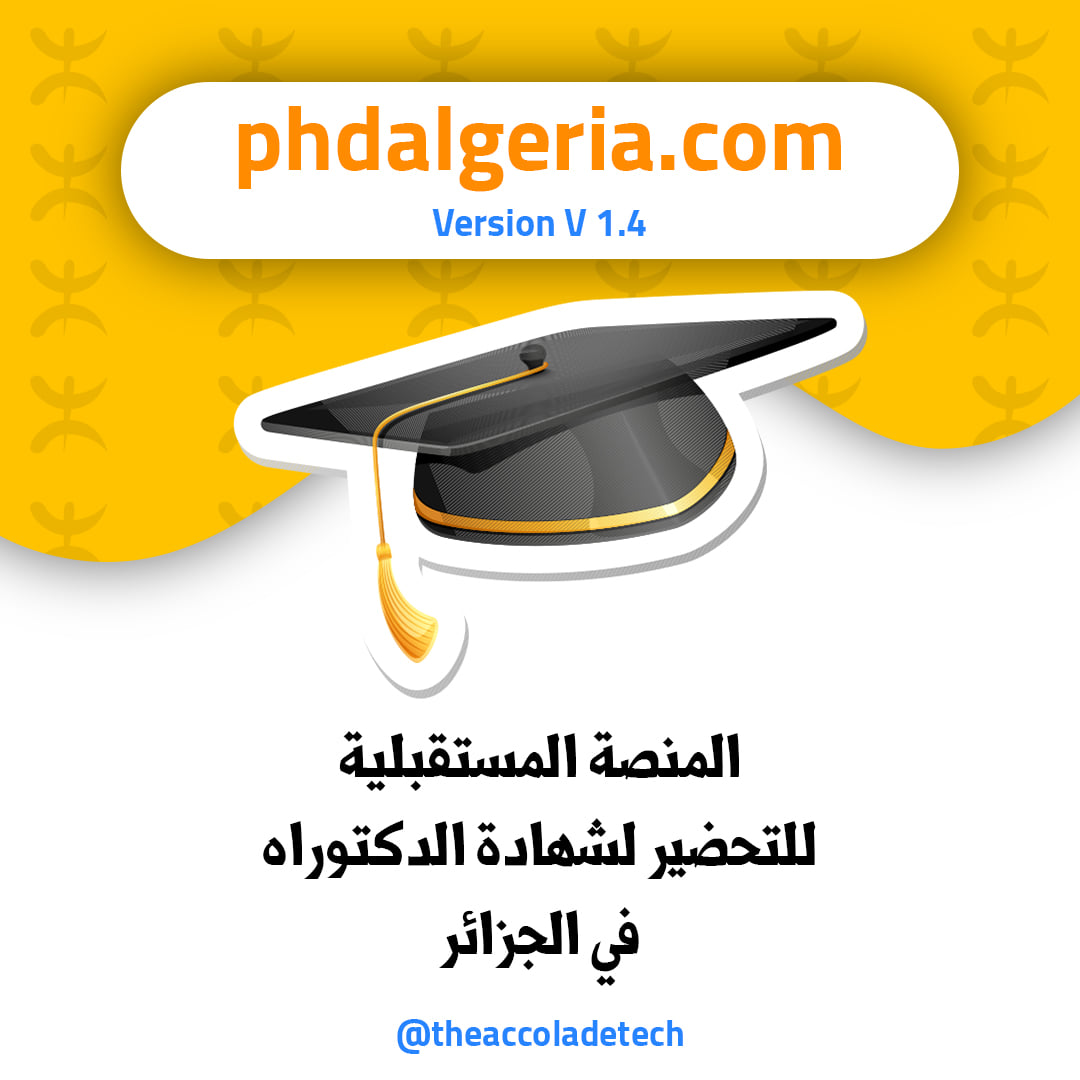 phdalgeria.com
Version V 1.4
المنصة المستقبلية
للتحضير لشهادة الدكتوراه
في الجزائر
@theaccoladetech